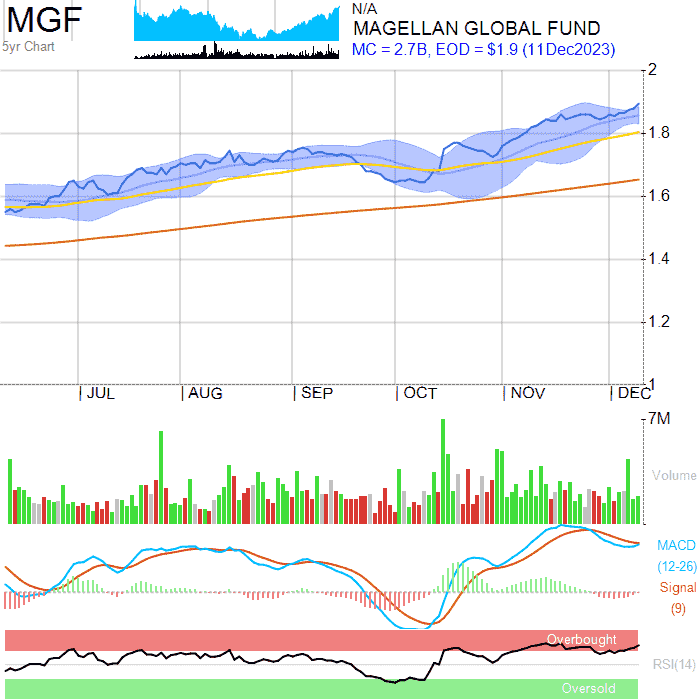 MGF
5yr Chart
N/A
MAGELLAN GLOBAL FUND
MC = 2.7B, EOD = $1.9 (11Dec2023)
2
1.8
1.6
1.4
1.2
1
| JUL | AUG | SEP | OCT | NOV | DEC
7M
Volume
MACD
(12-26)
Signal
(9)
Overbought
RSI(14)
Oversold